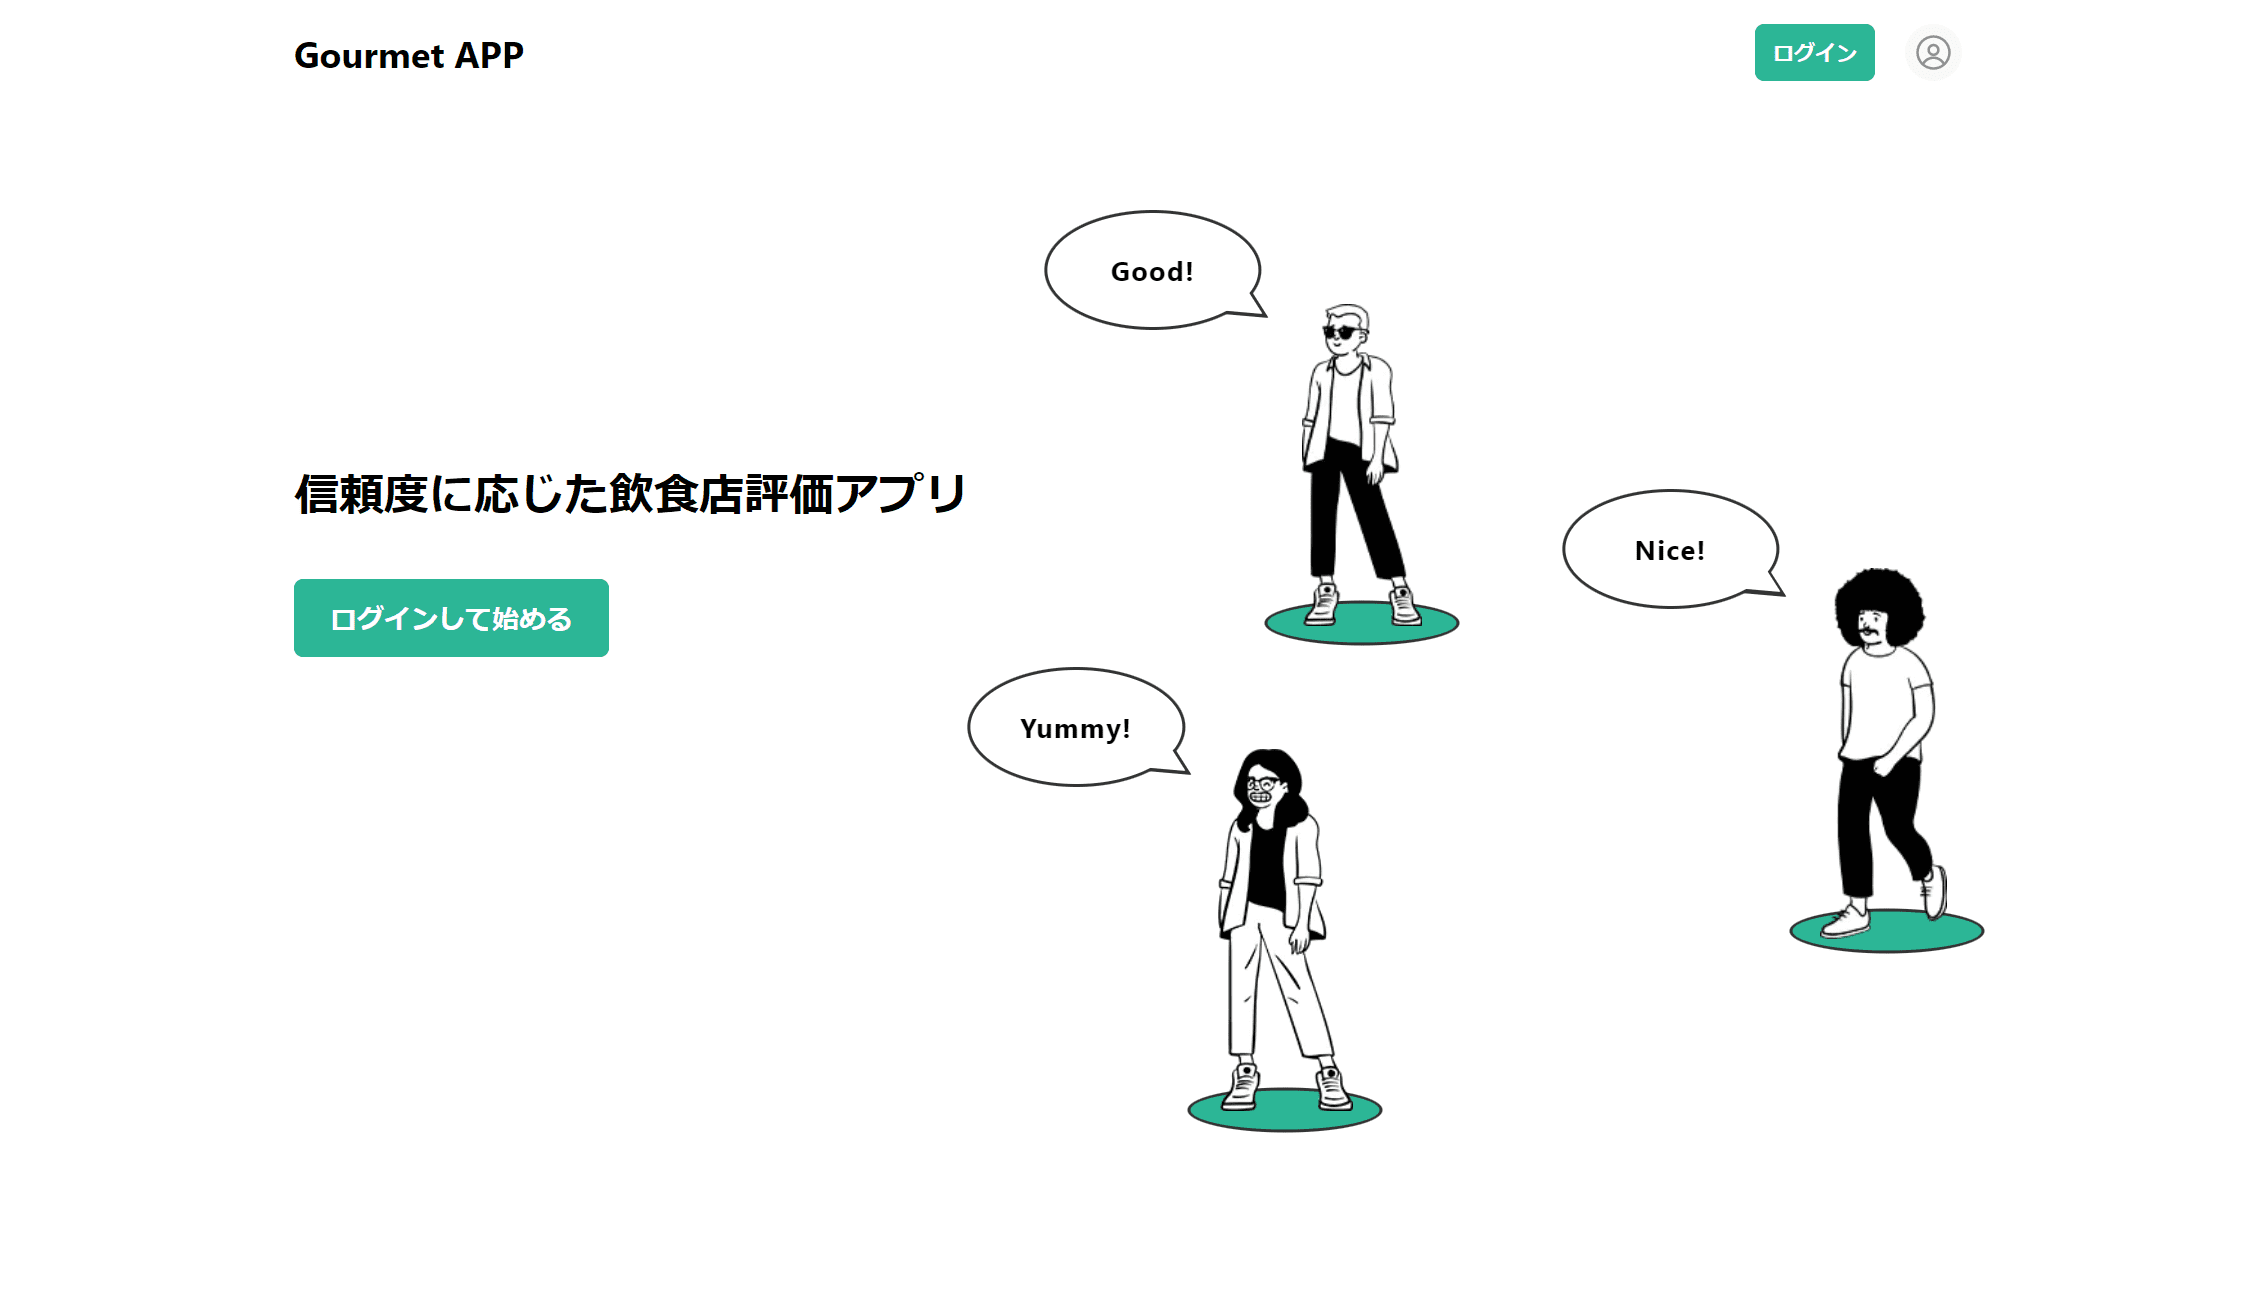 Gourmet APP
ログイン
Good!
信頼度に応じた飲食店評価アプリ
Nice!
ログインして始める
Yummy!